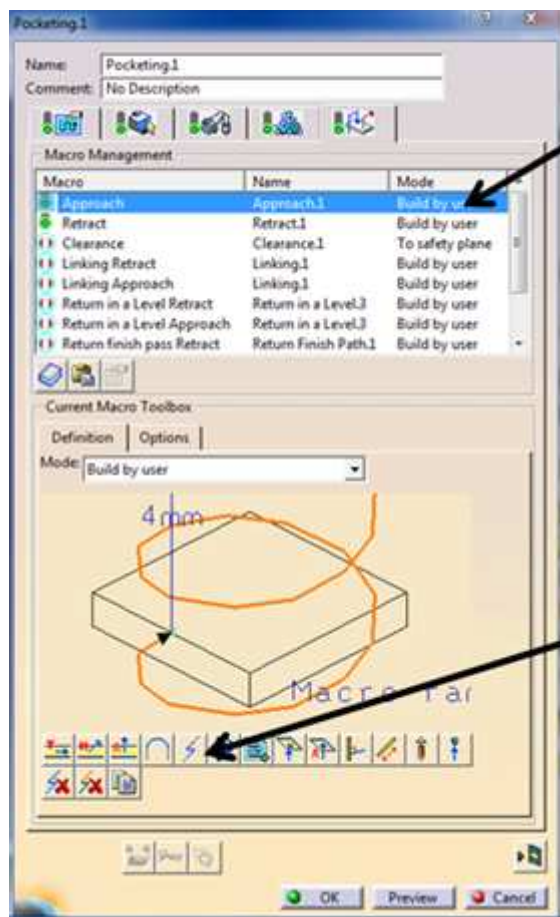 Pocketing.1
Name: Pocketing.1
Comment: No Description
Macro Management
Macro Name Mode
Approach Approach.1 Build by user
Retract Retract.1 Build by user
Clearance Clearance.1 To safety plane
Linking Retract Linking.1 Build by user
Linking Approach Linking.1 Build by user
Return in a Level Retract Return in a Level.3 Build by user
Return in a Level Approach Return in a Level.3 Build by user
Return finish pass Retract Return Finish Path.1 Build by user
Current Macro Toolbox
Definition Options
Mode: Build by user
4mm
Macro
OK Preview Cancel